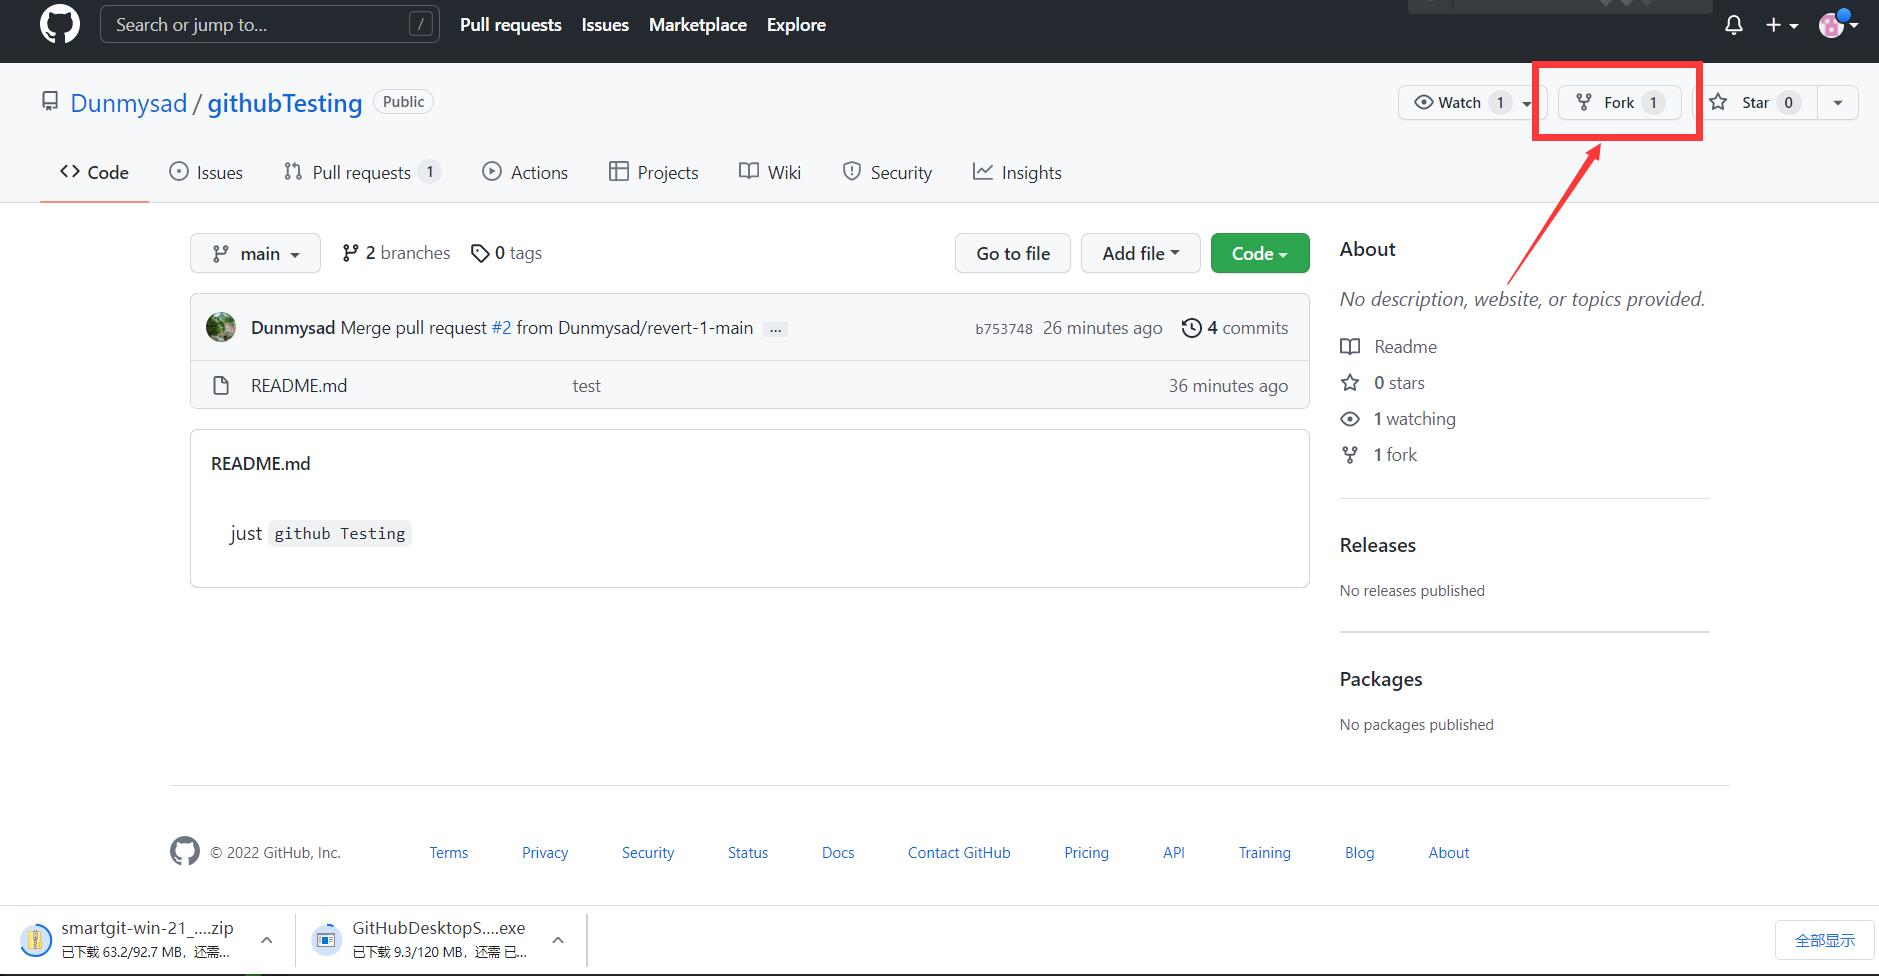 Search or jump to... / Pull requests Issues Marketplace Explore
Dunmysad / githubTesting Public Watch 1 Fork 1 Star 0
Code Issues Pull requests 1 Actions Projects Wiki Security Insights
main 2 branches 0 tags Go to file Add file Code
Dunmysad Merge pull request #2 from Dunmysad/revert-1-main ... b753748 26 minutes ago 4 commits
README.md test 36 minutes ago
README.md
just github Testing
About
No description, website, or topics provided.
Readme
0 stars
1 watching
1 fork
Releases
No releases published
Packages
No packages published
© 2022 GitHub, Inc. Terms Privacy Security Status Docs Contact GitHub Pricing API Training Blog About
smartgit-win-21_....zip
已下载 63.2/92.7 MB，还需...
GitHubDesktopS....exe
已下载 9.3/120 MB，还需 已...
全部显示